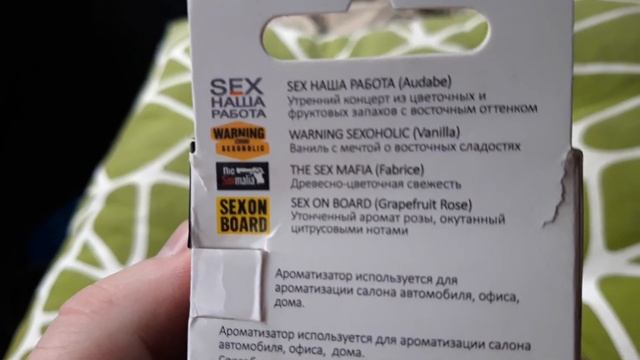 SEX
НАША
РАБОТА
SEX НАША РАБОТА (Audabe)
Утренний концерт из цветочных и
фруктовых запахов с восточным оттенком
WARNING
SEXOHOLIC
WARNING SEXOHOLIC (Vanilla)
Ваниль с мечтой о восточных сладостях
The
Sexmafia
THE SEX MAFIA (Fabrice)
Древесно-цветочная свежесть
SEX ON
BOARD
SEX ON BOARD (Grapefruit Rose)
Утонченный аромат розы, окутанный
цитрусовыми нотами
Ароматизатор используется для
ароматизации салона автомобиля, офиса,
дома.
Ароматизатор используется для ароматизации салона
автомобиля, офиса, дома.